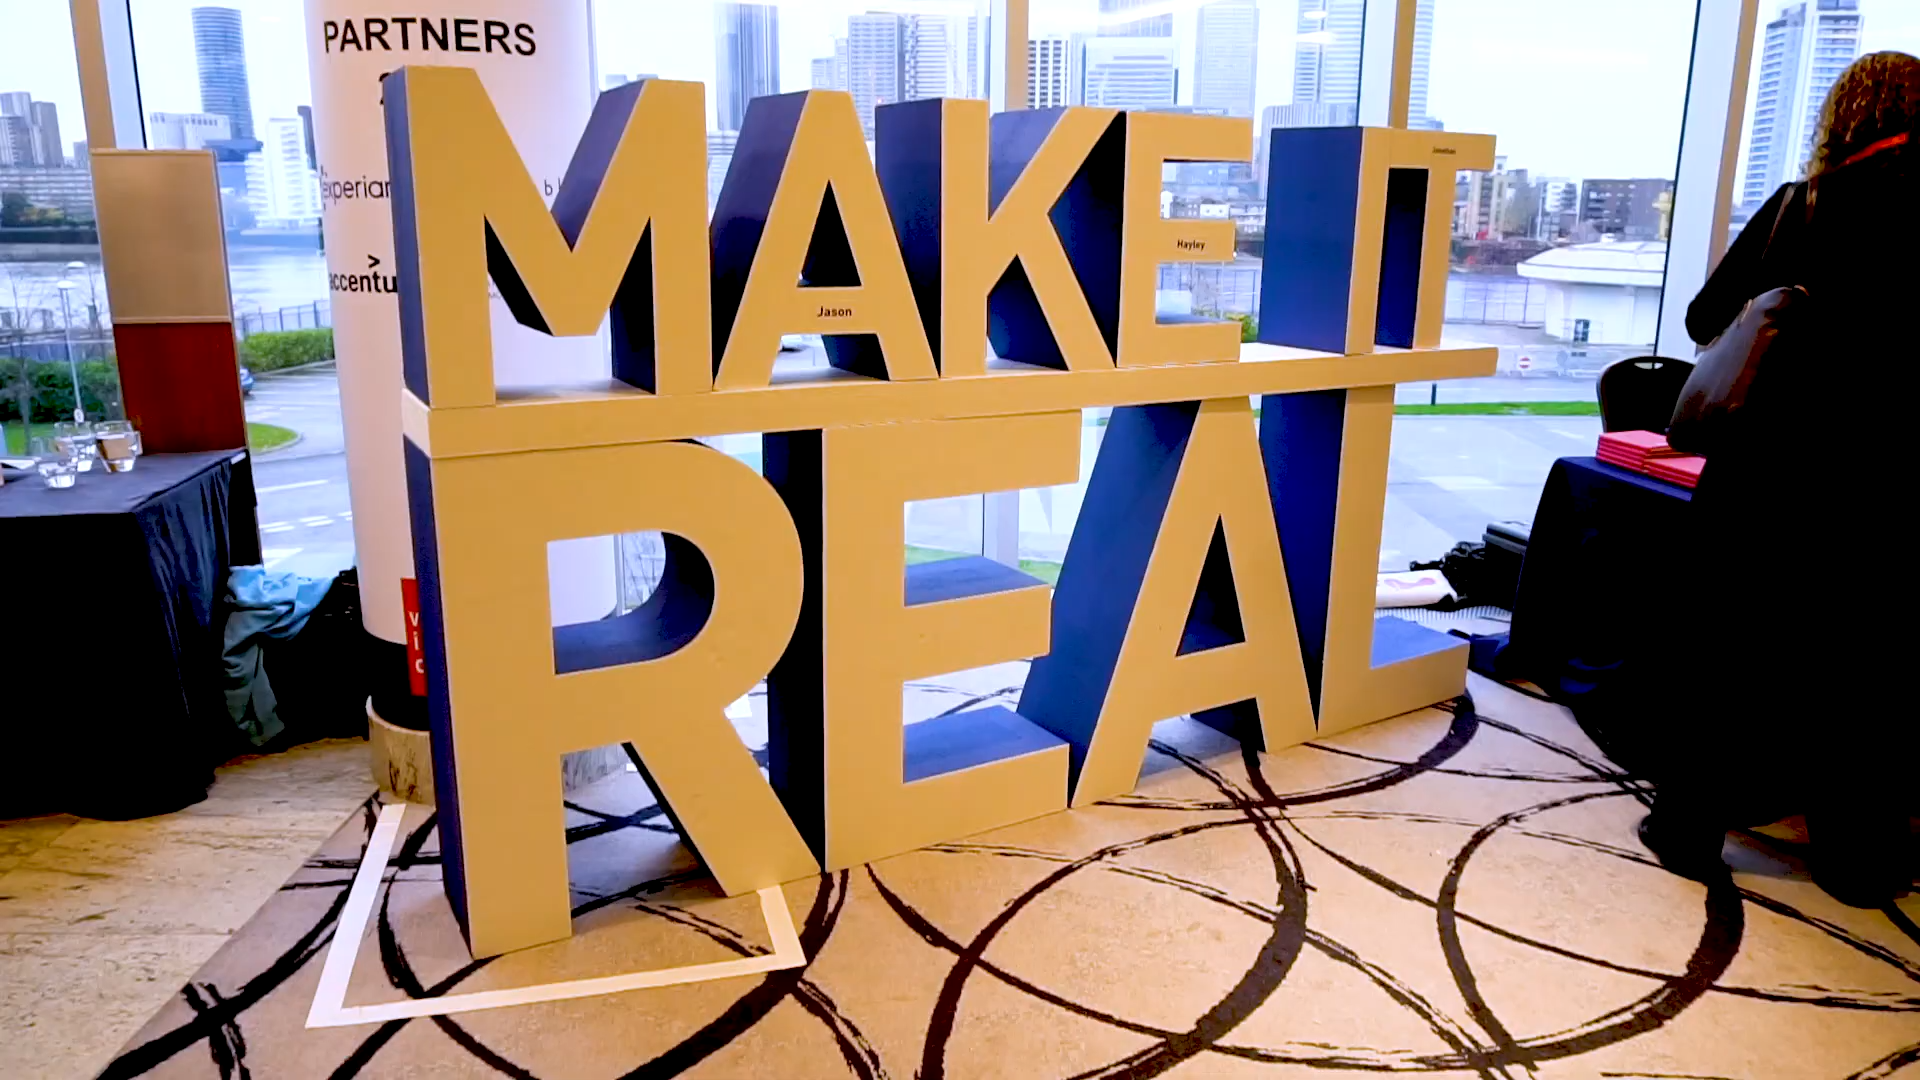 PARTNERS
MAKE IT
Jonathan
Hayley
Jason
experian
accentu
REAL